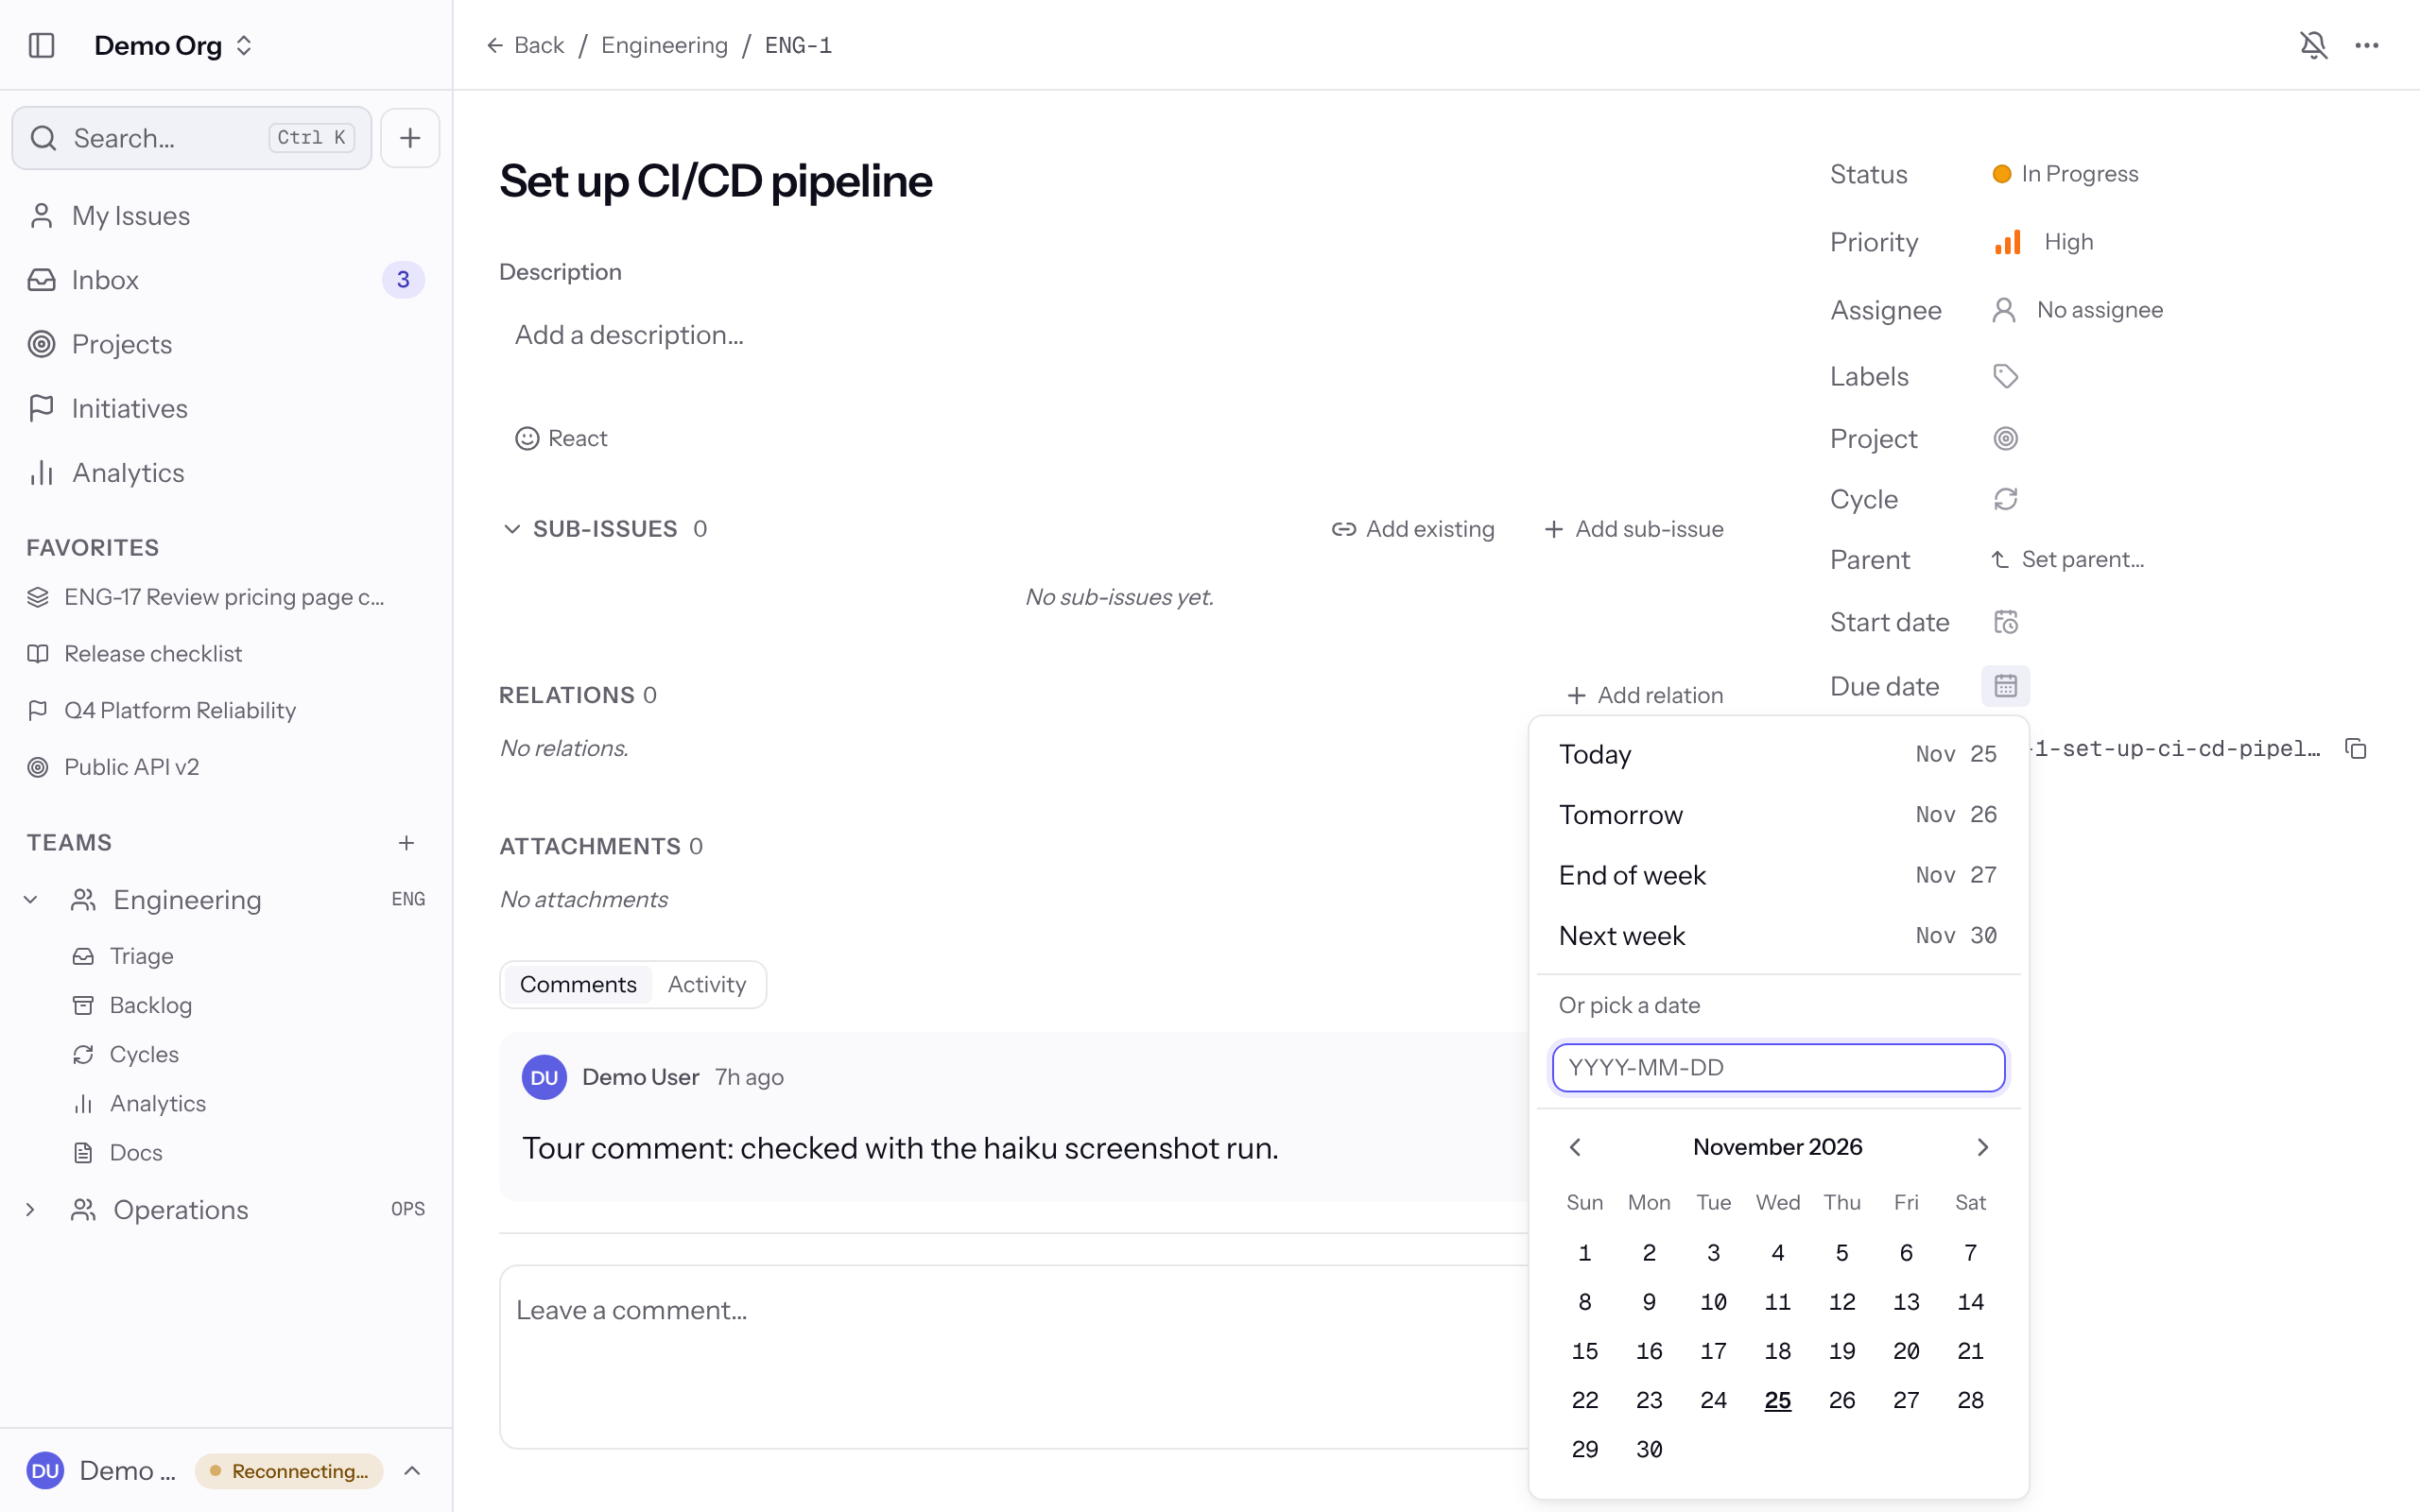 Demo Org
Back / Engineering / ENG-1
Search...
Ctrl K
My Issues
Inbox
3
Projects
Initiatives
Analytics
FAVORITES
ENG-17 Review pricing page c...
Release checklist
Q4 Platform Reliability
Public API v2
TEAMS
Engineering
ENG
Triage
Backlog
Cycles
Analytics
Docs
Operations
OPS
DU
Demo ...
Reconnecting...
Set up CI/CD pipeline
Description
Add a description...
React
SUB-ISSUES 0
Add existing
Add sub-issue
No sub-issues yet.
RELATIONS 0
Add relation
No relations.
ATTACHMENTS 0
No attachments
Comments
Activity
DU
Demo User 7h ago
Tour comment: checked with the haiku screenshot run.
Leave a comment...
Status
In Progress
Priority
High
Assignee
No assignee
Labels
Project
Cycle
Parent
Set parent...
Start date
Due date
-1-set-up-ci-cd-pipel...
Today Nov 25
Tomorrow Nov 26
End of week Nov 27
Next week Nov 30
Or pick a date
YYYY-MM-DD
November 2026
Sun Mon Tue Wed Thu Fri Sat
1 2 3 4 5 6 7
8 9 10 11 12 13 14
15 16 17 18 19 20 21
22 23 24 25 26 27 28
29 30